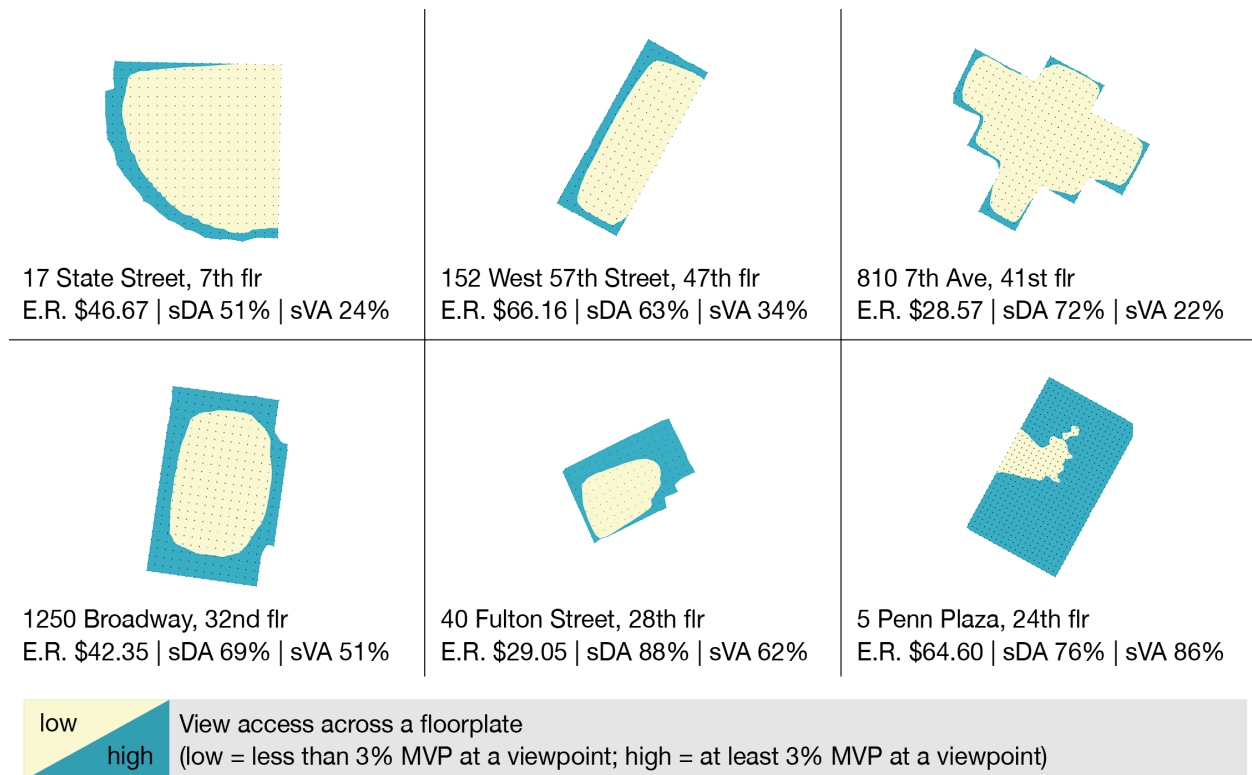 17 State Street, 7th flr
E.R. $46.67 | sDA 51% | sVA 24%
152 West 57th Street, 47th flr
E.R. $66.16 | sDA 63% | sVA 34%
810 7th Ave, 41st flr
E.R. $28.57 | sDA 72% | sVA 22%
1250 Broadway, 32nd flr
E.R. $42.35 | sDA 69% | sVA 51%
40 Fulton Street, 28th flr
E.R. $29.05 | sDA 88% | sVA 62%
5 Penn Plaza, 24th flr
E.R. $64.60 | sDA 76% | sVA 86%
low
high
View access across a floorplate
(low = less than 3% MVP at a viewpoint; high = at least 3% MVP at a viewpoint)